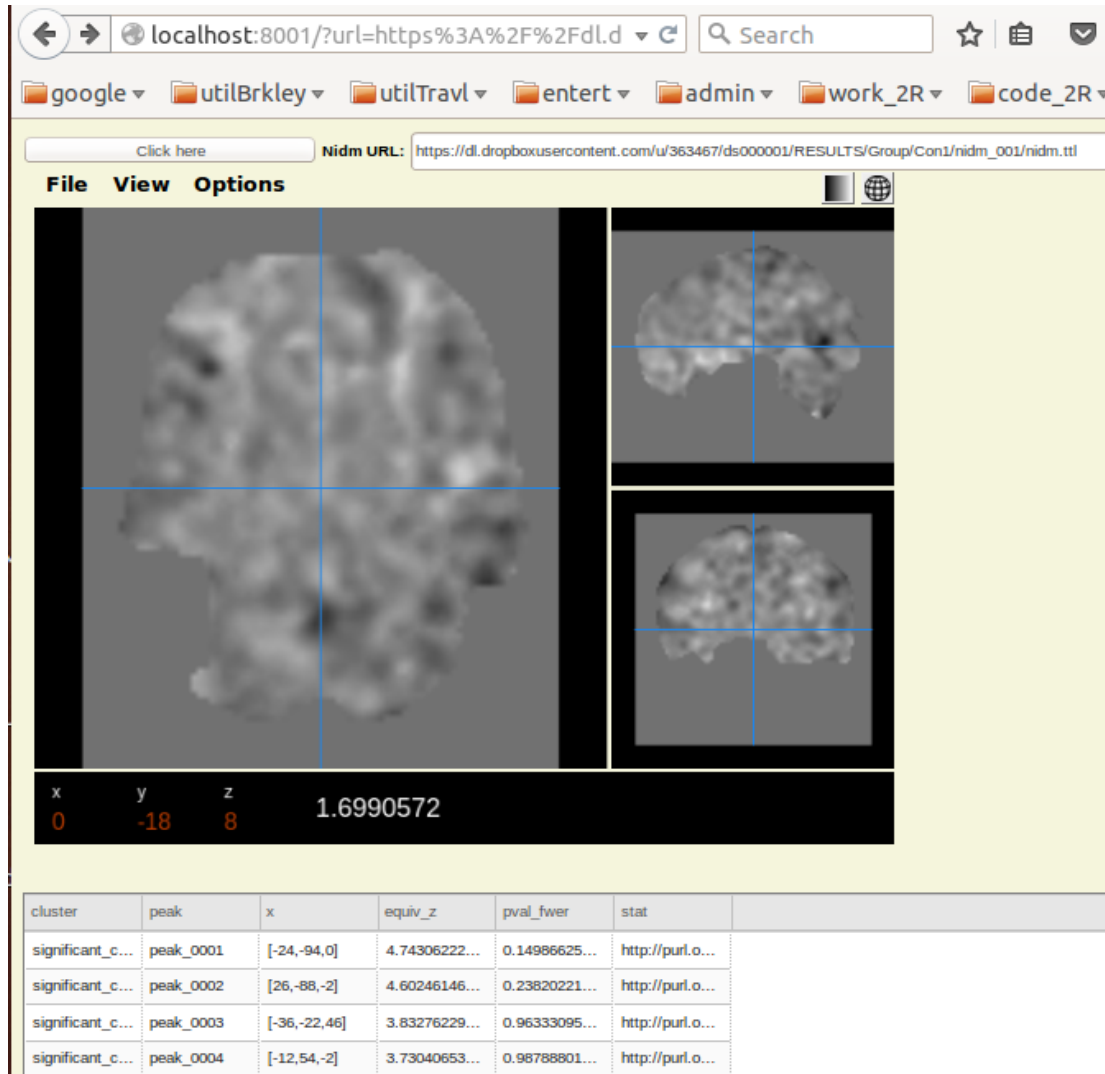 localhost:8001/?url=https%3A%2F%2Fdl.d Search
google utilBrkley utilTravl entert admin work_2R code_2R
Click here Nidm URL: https://dl.dropboxusercontent.com/u/363467/ds000001/RESULTS/Group/Con1/nidm_001/nidm.ttl
File View Options
x y z
0 -18 8 1.6990572
cluster peak x equiv_z pval_fwer stat
significant_c... peak_0001 [-24,-94,0] 4.74306222... 0.14986625... http://purl.o...
significant_c... peak_0002 [26,-88,-2] 4.60246146... 0.23820221... http://purl.o...
significant_c... peak_0003 [-36,-22,46] 3.83276229... 0.96333095... http://purl.o...
significant_c... peak_0004 [-12,54,-2] 3.73040653... 0.98788801... http://purl.o...